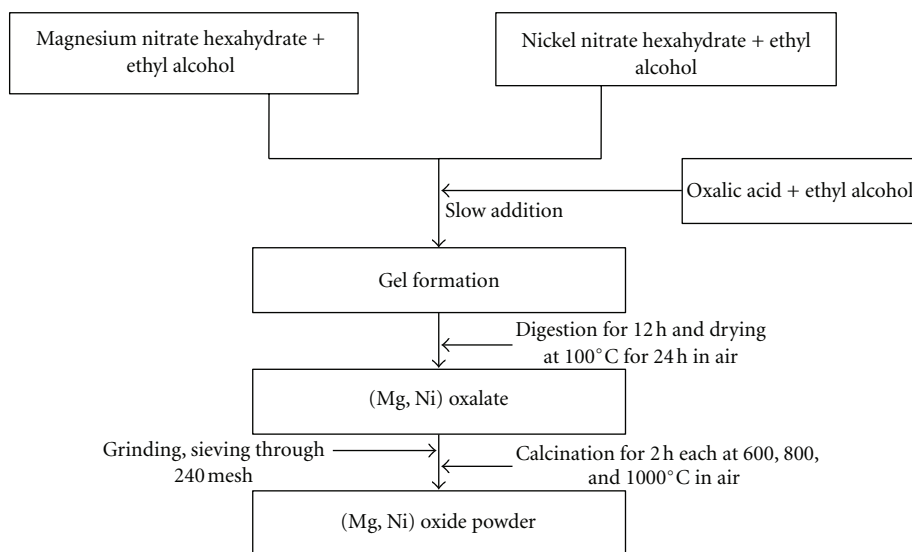 Magnesium nitrate hexahydrate +
ethyl alcohol
Nickel nitrate hexahydrate + ethyl
alcohol
Oxalic acid + ethyl alcohol
Slow addition
Gel formation
Digestion for 12 h and drying
at 100°C for 24 h in air
(Mg, Ni) oxalate
Grinding, sieving through
240 mesh
Calcination for 2 h each at 600, 800,
and 1000°C in air
(Mg, Ni) oxide powder